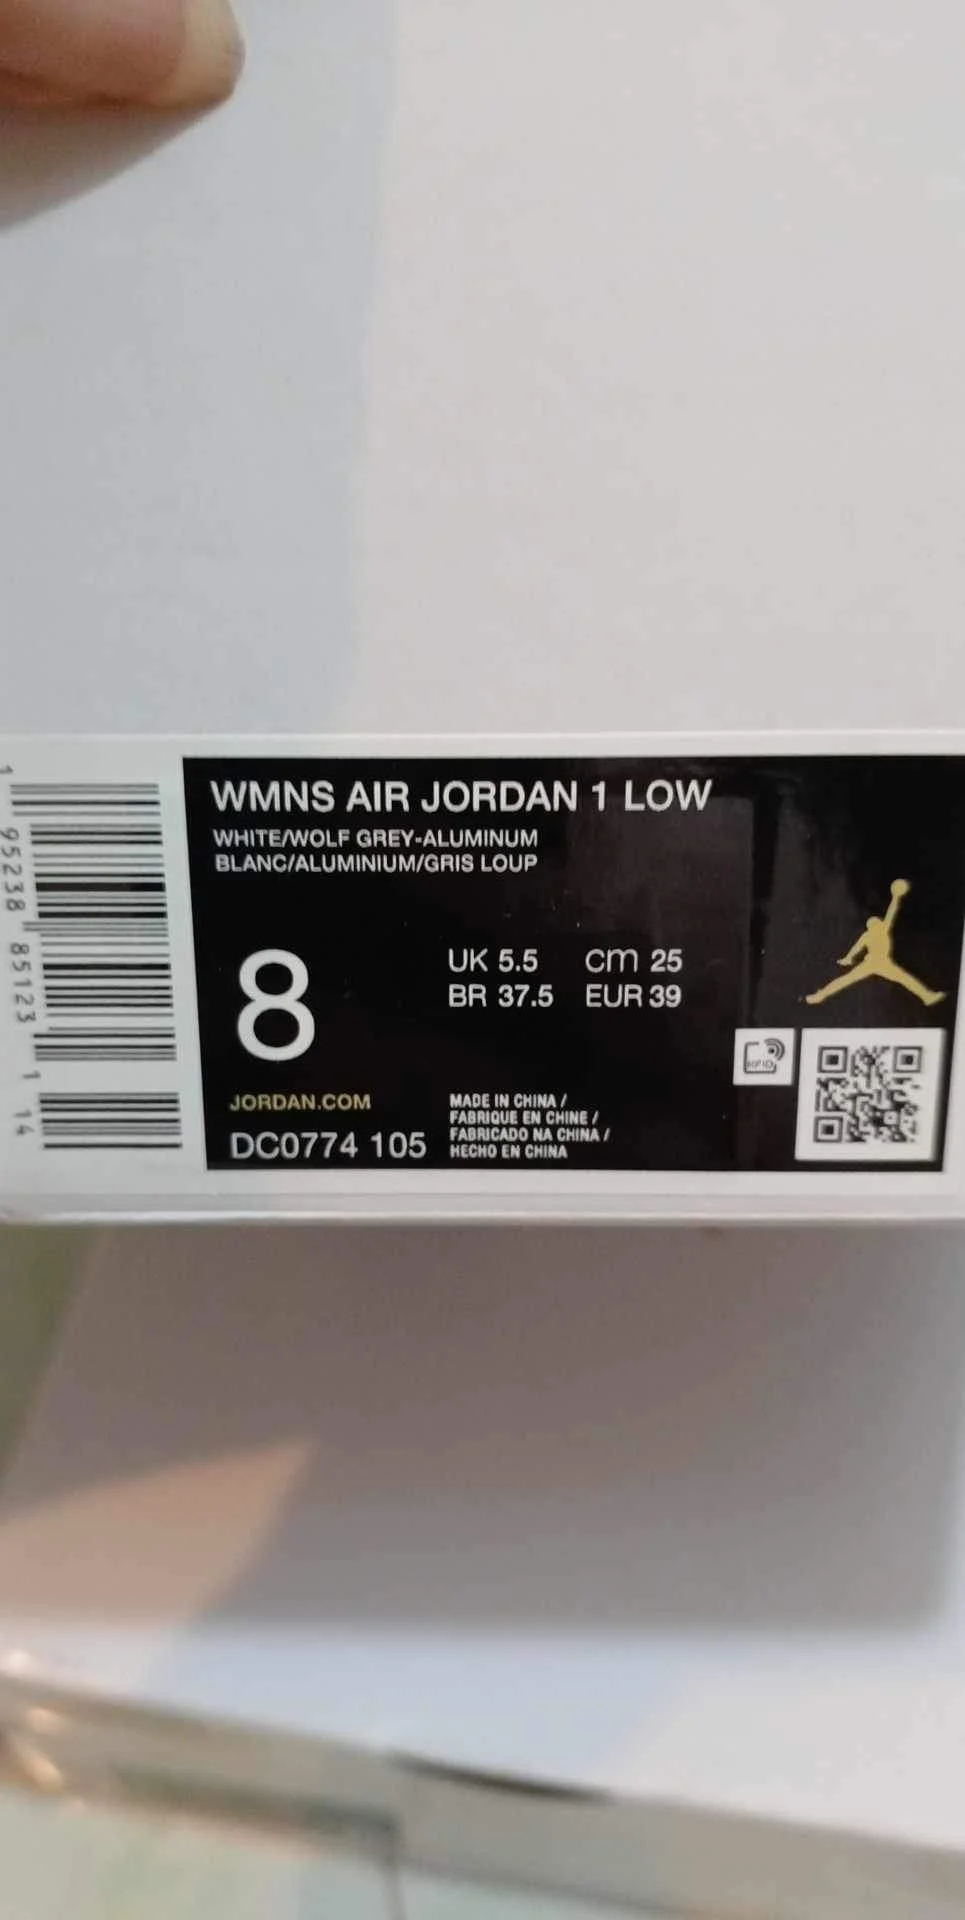 1 95238 85123 1 14
WMNS AIR JORDAN 1 LOW
WHITE/WOLF GREY-ALUMINUM
BLANC/ALUMINIUM/GRIS LOUP
8
UK 5.5 cm 25
BR 37.5 EUR 39
RFID
JORDAN.COM
DC0774 105
MADE IN CHINA /
FABRIQUE EN CHINE /
FABRICADO NA CHINA /
HECHO EN CHINA